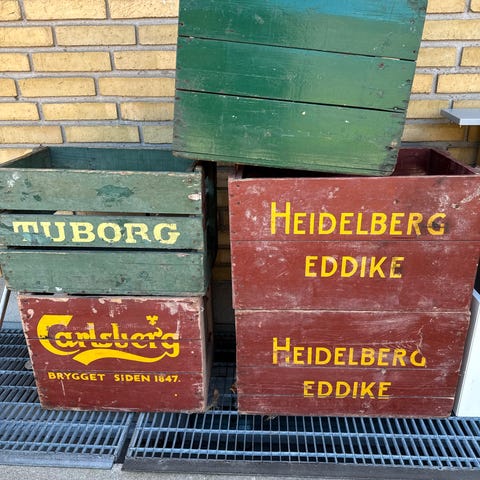 TUBORG
Carlsberg
BRYGGET SIDEN 1847.
HEIDELBERG
EDDIKE
HEIDELBERG
EDDIKE